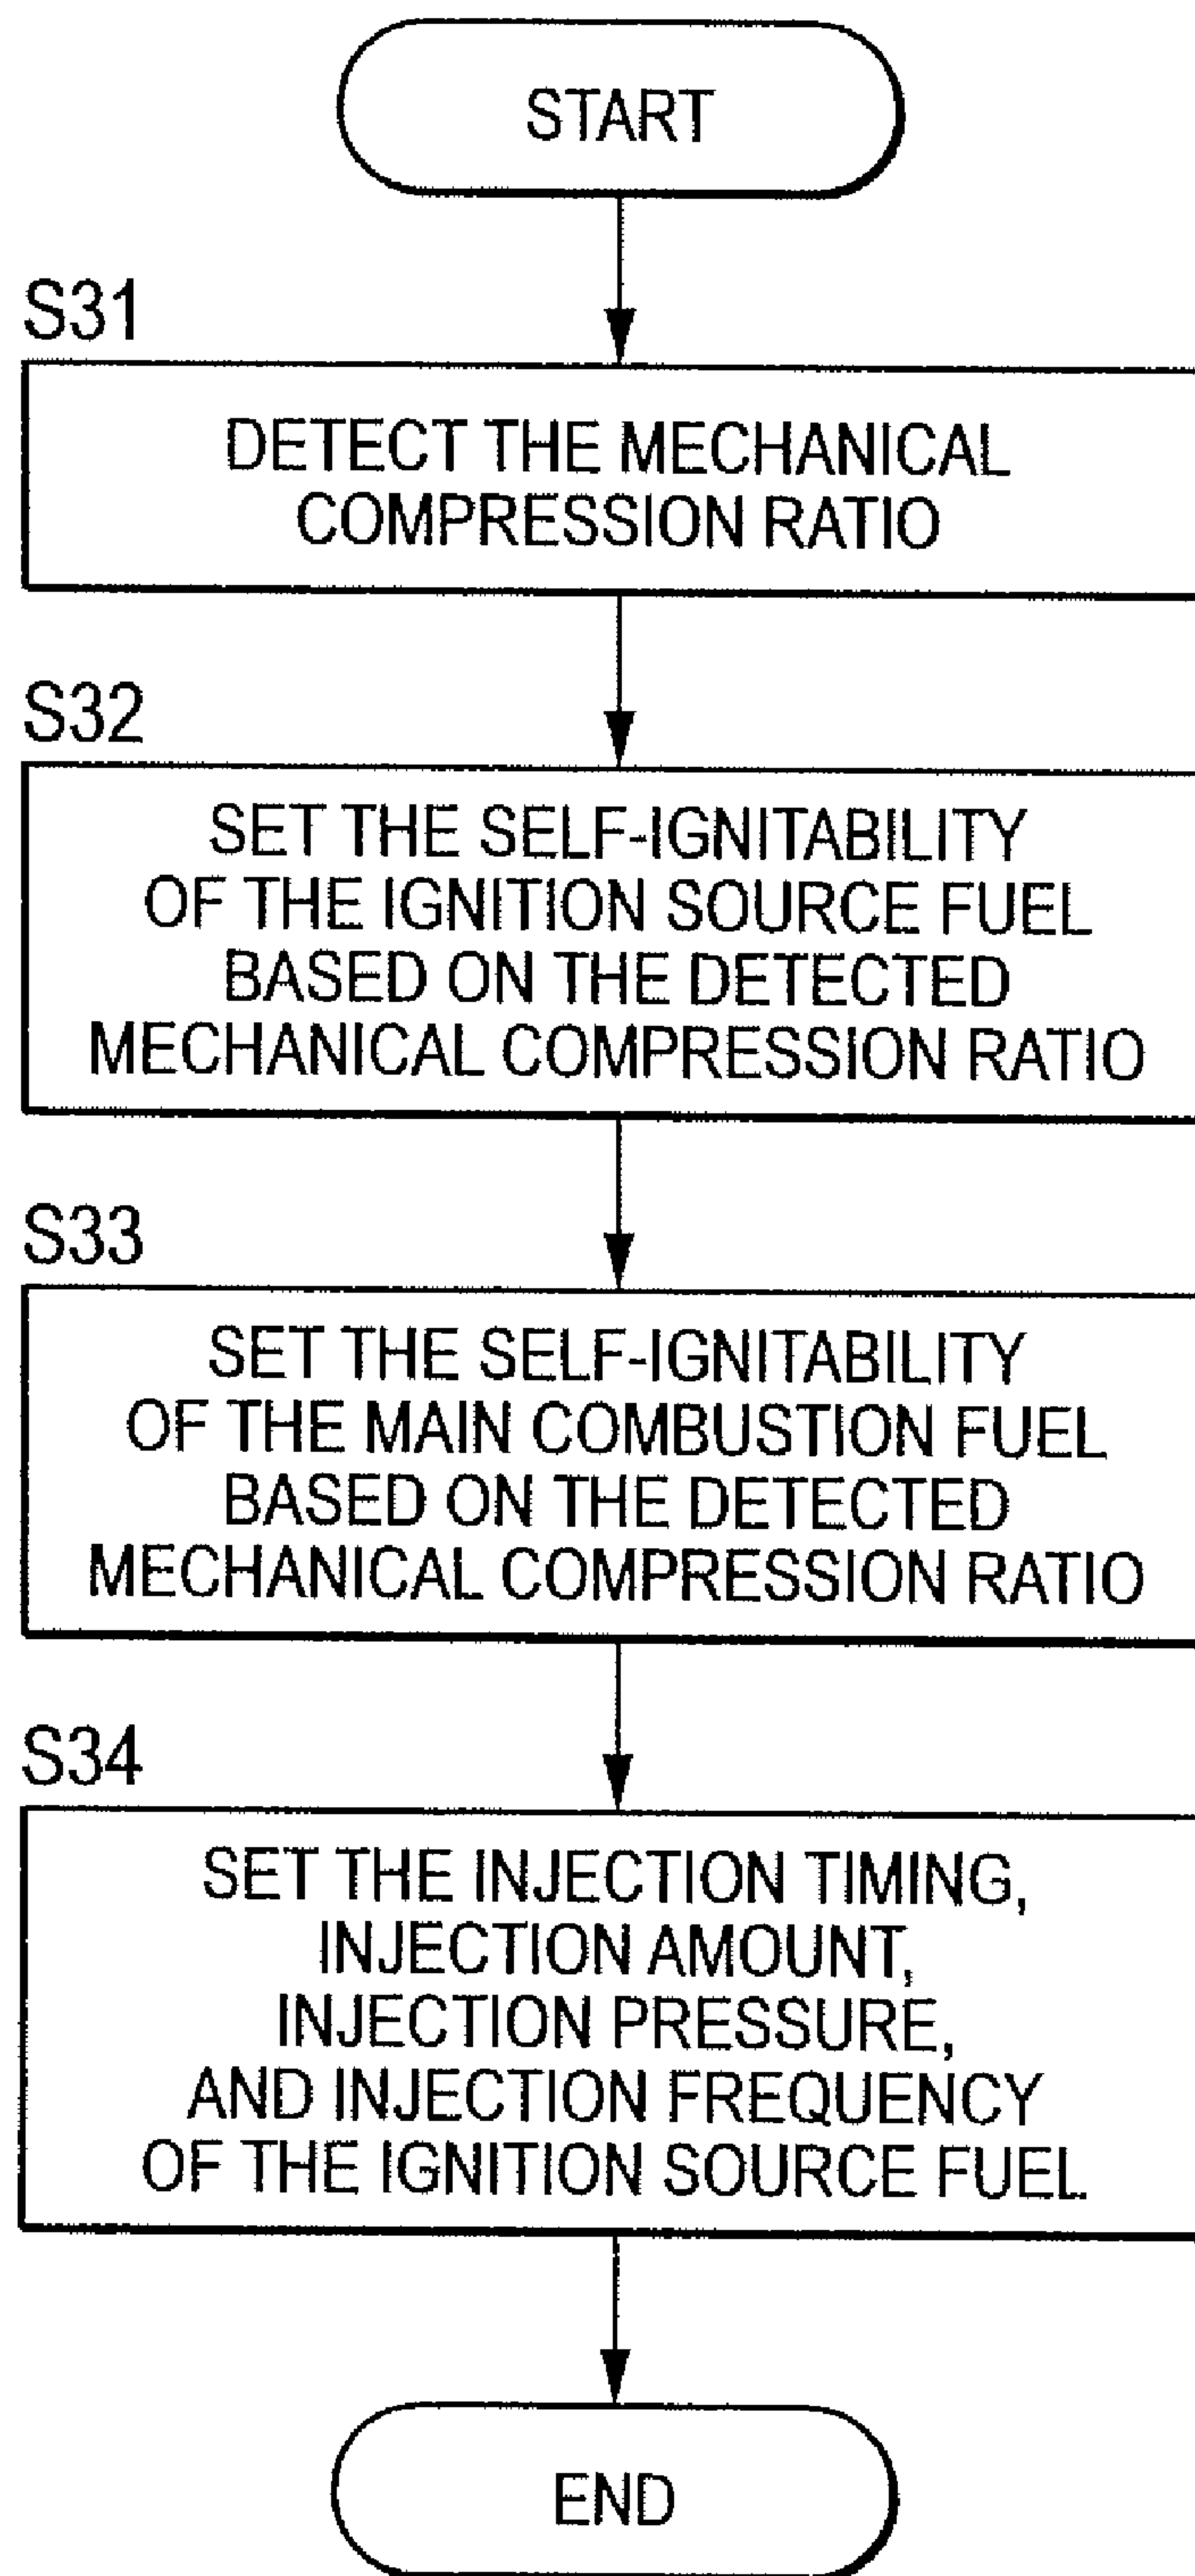 START
S31
DETECT THE MECHANICAL
COMPRESSION RATIO
S32
SET THE SELF-IGNITABILITY
OF THE IGNITION SOURCE FUEL
BASED ON THE DETECTED
MECHANICAL COMPRESSION RATIO
S33
SET THE SELF-IGNITABILITY
OF THE MAIN COMBUSTION FUEL
BASED ON THE DETECTED
MECHANICAL COMPRESSION RATIO
S34
SET THE INJECTION TIMING,
INJECTION AMOUNT,
INJECTION PRESSURE,
AND INJECTION FREQUENCY
OF THE IGNITION SOURCE FUEL
END